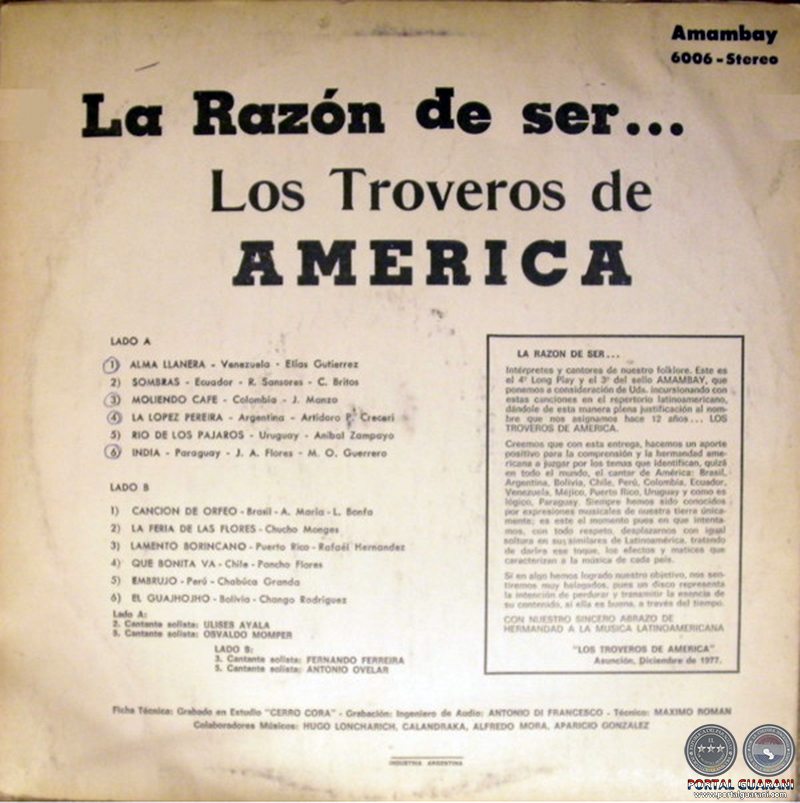 Amambay
6006 - Stereo
La Razón de ser...
Los Troveros de
AMERICA
LADO A
1) ALMA LLANERA - Venezuela - Elías Gutierrez
2) SOMBRAS - Ecuador - R. Sansores - C. Britos
3) MOLIENDO CAFE - Colombia - J. Manzo
4) LA LOPEZ PEREIRA - Argentina - Artidoro P. Creceri
5) RIO DE LOS PAJAROS - Uruguay - Aníbal Zampayo
6) INDIA - Paraguay - J. A. Flores - M. O. Guerrero
LADO B
1) CANCION DE ORFEO - Brasil - A. María - L. Bonfa
2) LA FERIA DE LAS FLORES - Chucho Monges
3) LAMENTO BORINCANO - Puerto Rico - Rafaél Hernandez
4) QUE BONITA VA - Chile - Poncho Flores
5) EMBRUJO - Perú - Chabúca Granda
6) EL GUAJHOJHO - Bolivia - Chango Rodríguez
Lado A:
2. Cantante solista: ULISES AYALA
5. Cantante solista: OSVALDO MOMPER
LADO B:
3. Cantante solista: FERNANDO FERREIRA
5. Cantante solista: ANTONIO OVELAR
LA RAZON DE SER...
Intérpretes y cantores de nuestro folklore. Este es
el 4º Long Play y el 3º del sello AMAMBAY, que
ponemos a consideración de Uds. incursionando con
estas canciones en el repertorio latinoamericano,
dándole de esta manera plena justificación al nom-
bre que nos asignamos hace 12 años... LOS
TROVEROS DE AMERICA.
Creemos que con esta entrega, hacemos un aporte
positivo para la comprensión y la hermandad ame-
ricana a juzgar por los temas que identifican, quizá
en todo el mundo, el cantar de América: Brasil,
Argentina, Bolivia, Chile, Perú, Colombia, Ecuador,
Venezuela, Méjico, Puerto Rico, Uruguay y como es
lógico, Paraguay. Siempre hemos sido conocidos
por expresiones musicales de nuestra tierra única-
mente; es este el momento pues en que intenta-
mos, con todo respeto, desplazarnos con igual
soltura en sus similares de Latinoamérica, tratando
de darles ese toque, los efectos y matices que
caracterizan a la música de cada país.
Si en algo hemos logrado nuestro objetivo, nos sen-
tiremos muy halagados, pues un disco representa
la intención de perdurar y transmitir la esencia de
su contenido, si ella es buena, a través del tiempo.
CON NUESTRO SINCERO ABRAZO DE
HERMANDAD A LA MUSICA LATINOAMERICANA
"LOS TROVEROS DE AMERICA"
Asunción, Diciembre de 1977.
Ficha Técnica: Grabado en Estudio "CERRO CORA" - Grabación: Ingeniero de Audio: ANTONIO DI FRANCESCO - Técnico: MAXIMO ROMAN
Colaboradores Músicos: HUGO LONCHARICH, CALANDRAKA, ALFREDO MORA, APARICIO GONZALEZ
INDUSTRIA ARGENTINA
PORTAL GUARANI
www.portalguarani.com